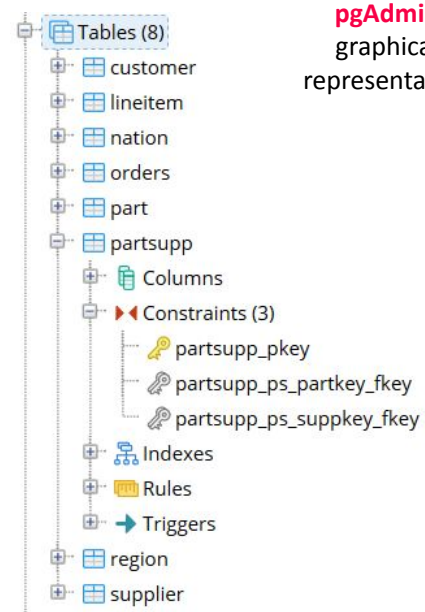 Tables (8)
customer
lineitem
nation
orders
part
partsupp
Columns
Constraints (3)
partsupp_pkey
partsupp_ps_partkey_fkey
partsupp_ps_suppkey_fkey
Indexes
Rules
Triggers
region
supplier
pgAdmi
graphica
representa